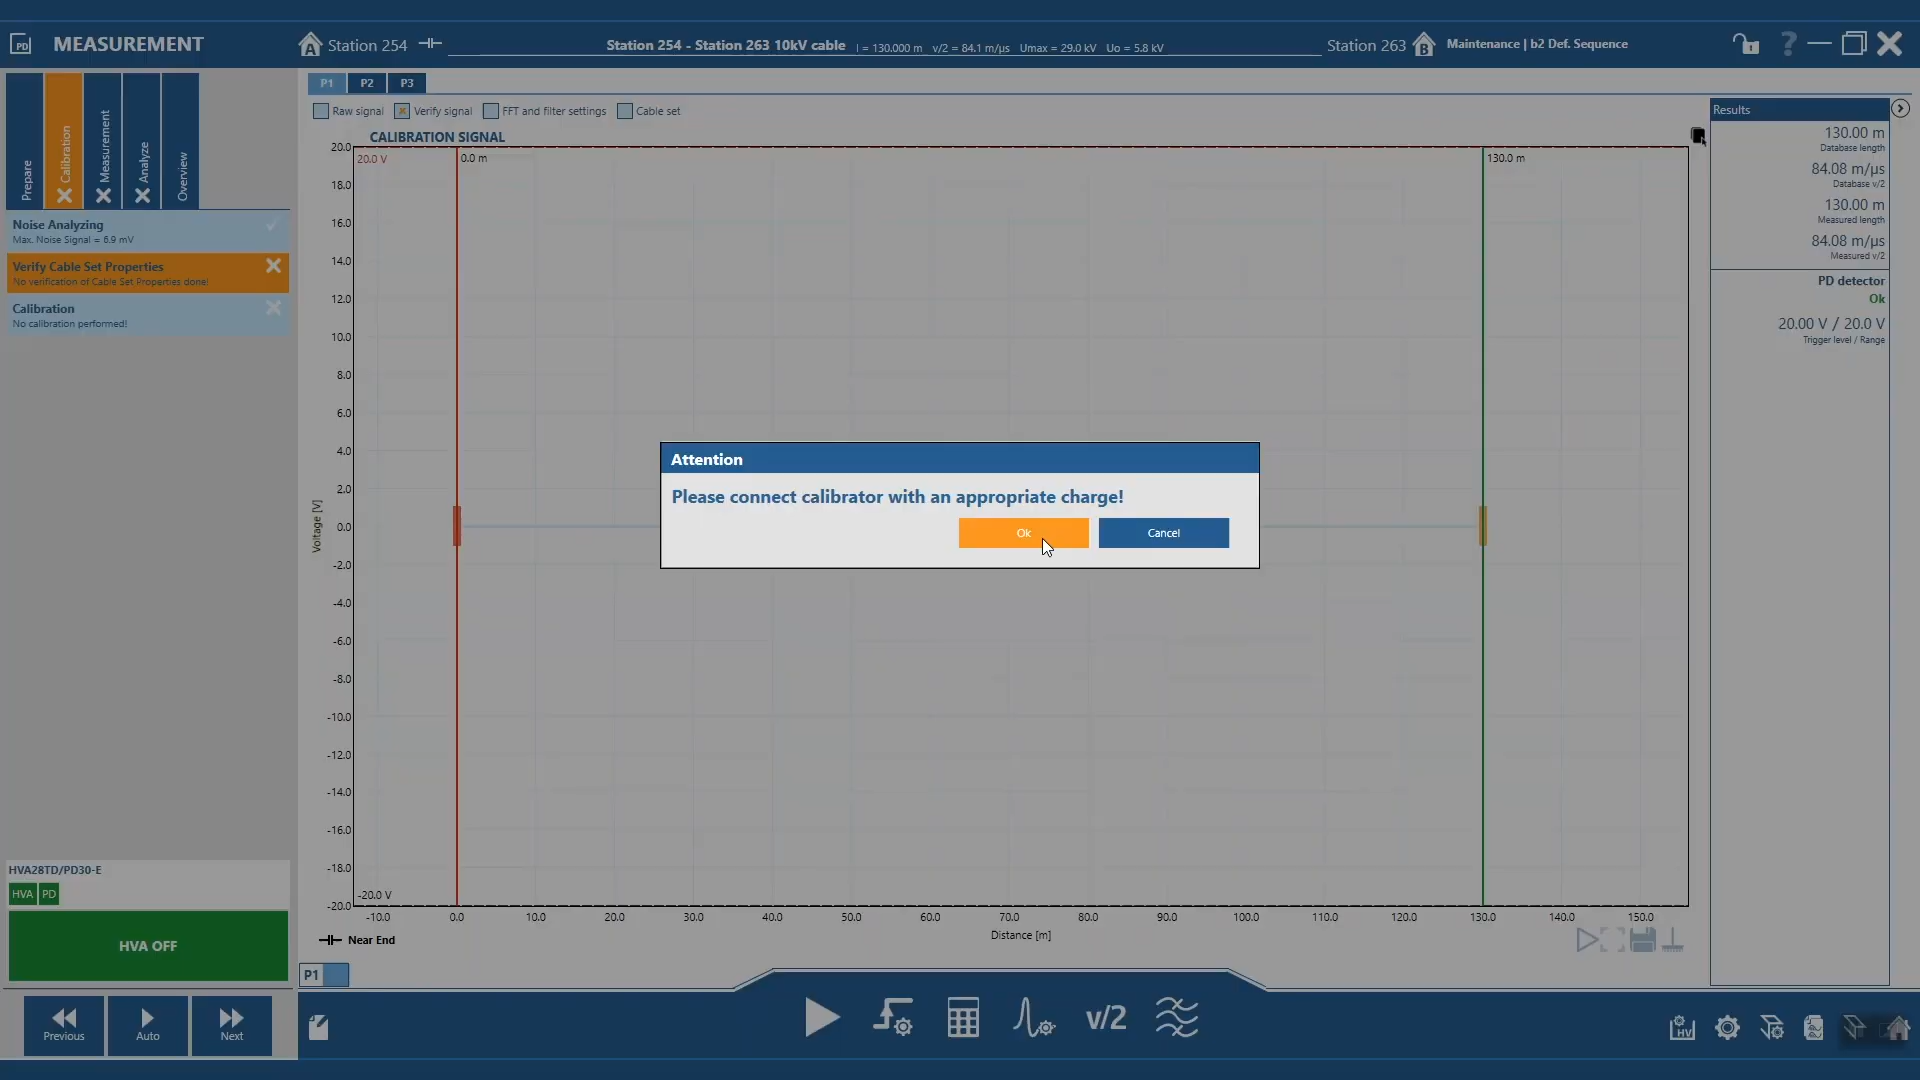 PD MEASUREMENT
A Station 254
Station 254 - Station 263 10kV cable l = 130.000 m v/2 = 84.1 m/µs Umax = 29.0 kV Uo = 5.8 kV
Station 263 B
Maintenance | b2 Def. Sequence
?
Prepare
Calibration
Measurement
Analyze
Overview
Noise Analyzing
Max. Noise Signal = 6.9 mV
Verify Cable Set Properties
No verification of Cable Set Properties done!
Calibration
No calibration performed!
P1 P2 P3
Raw signal Verify signal FFT and filter settings Cable set
CALIBRATION SIGNAL
20.0 V
0.0 m
130.0 m
20.0
18.0
16.0
14.0
12.0
10.0
8.0
6.0
4.0
2.0
0.0
-2.0
-4.0
-6.0
-8.0
-10.0
-12.0
-14.0
-16.0
-18.0
-20.0
Voltage [V]
-20.0 V
-10.0 0.0 10.0 20.0 30.0 40.0 50.0 60.0 70.0 80.0 90.0 100.0 110.0 120.0 130.0 140.0 150.0
Distance [m]
Near End
Attention
Please connect calibrator with an appropriate charge!
Ok
Cancel
Results
130.00 m
Database length
84.08 m/µs
Database v/2
130.00 m
Measured length
84.08 m/µs
Measured v/2
PD detector
Ok
20.00 V / 20.0 V
Trigger level / Range
HVA28TD/PD30-E
HVA PD
HVA OFF
P1
Previous
Auto
Next
v/2
HV